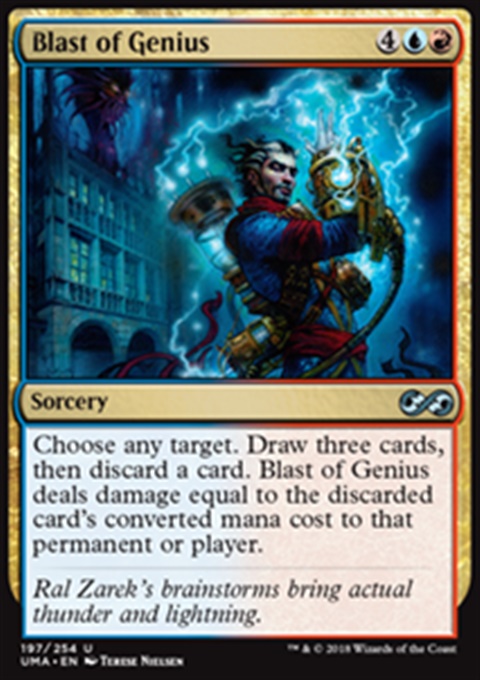 Blast of Genius 4
Sorcery
Choose any target. Draw three cards,
then discard a card. Blast of Genius
deals damage equal to the discarded
card's converted mana cost to that
permanent or player.
Ral Zarek's brainstorms bring actual
thunder and lightning.
197/254 U
™ & © 2018 Wizards of the Coast
UMA • EN Terese Nielsen